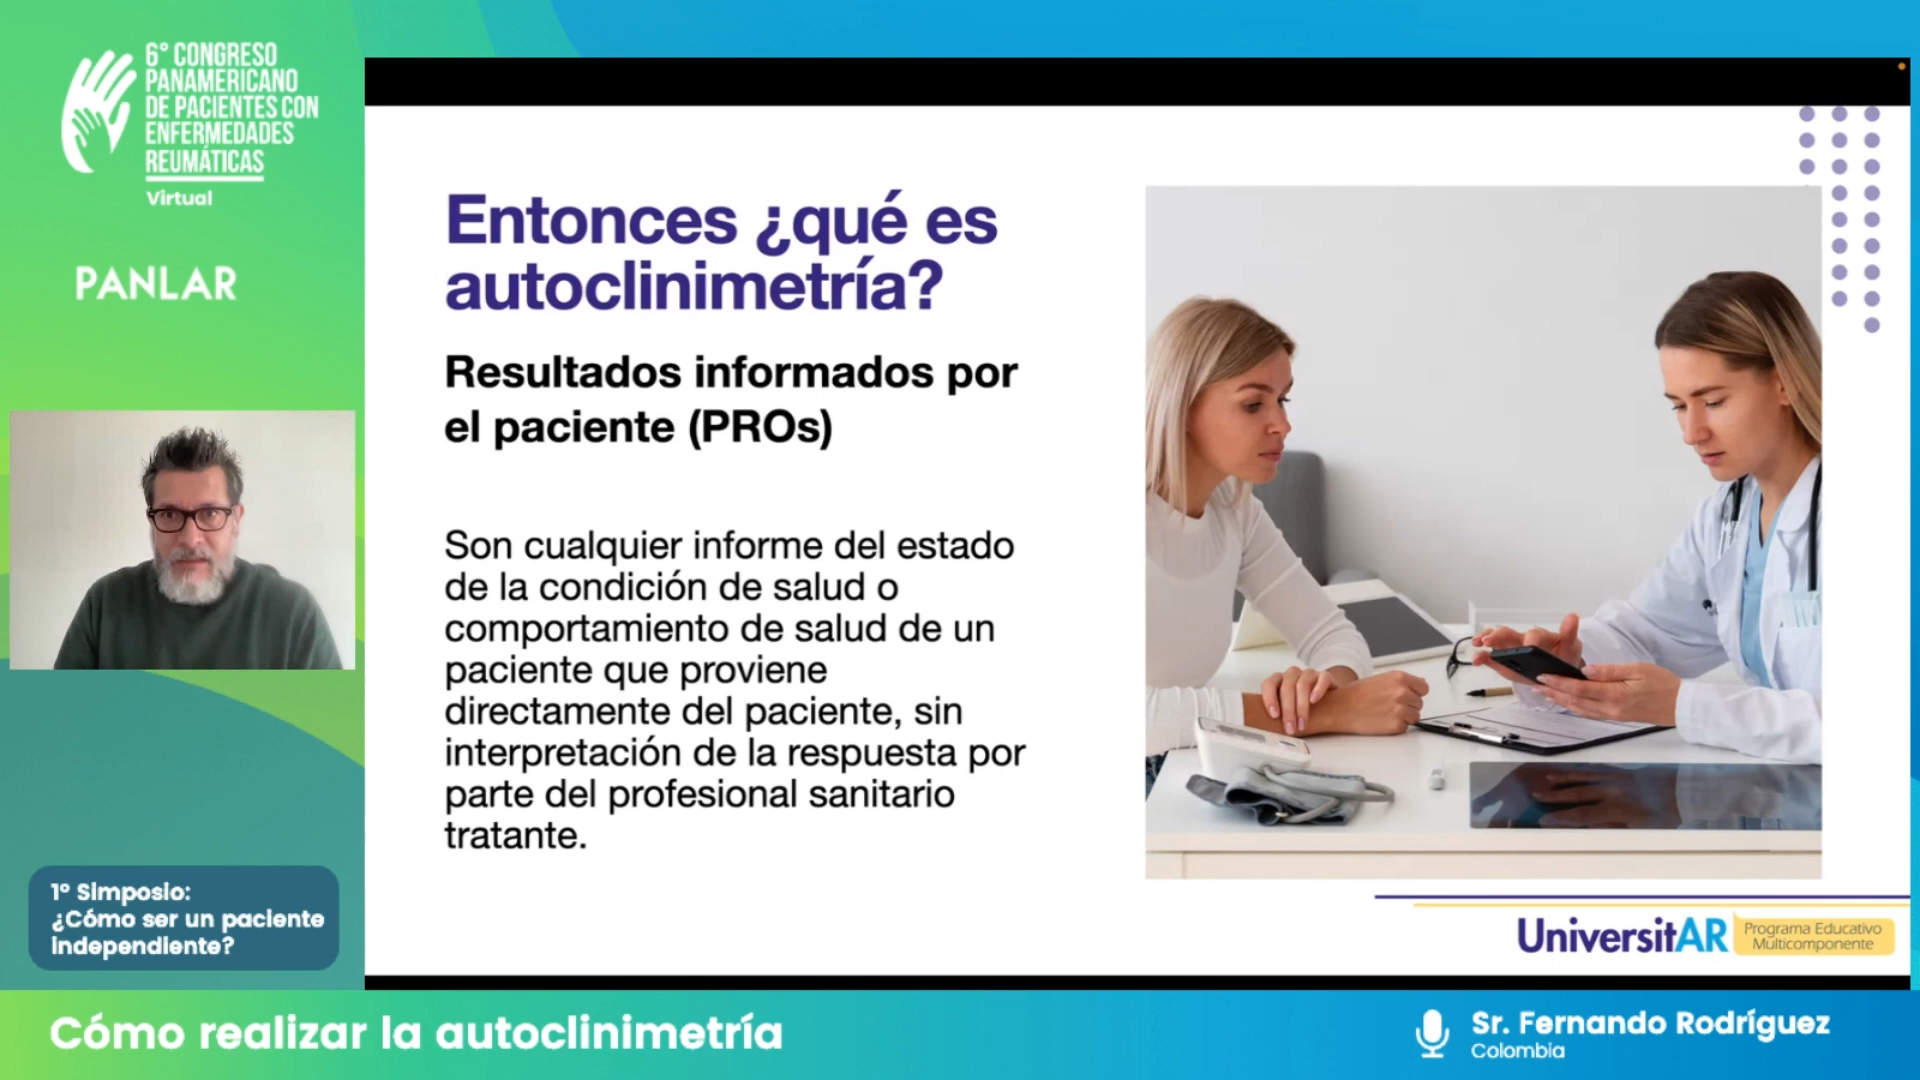 6° CONGRESO
PANAMERICANO
DE PACIENTES CON
ENFERMEDADES
REUMÁTICAS
Virtual
PANLAR
Entonces ¿qué es
autoclinimetría?
Resultados informados por
el paciente (PROs)
Son cualquier informe del estado
de la condición de salud o
comportamiento de salud de un
paciente que proviene
directamente del paciente, sin
interpretación de la respuesta por
parte del profesional sanitario
tratante.
UniversitAR
Programa Educativo
Multicomponente
1° Simposio:
¿Cómo ser un paciente
independiente?
Cómo realizar la autoclinimetría
Sr. Fernando Rodríguez
Colombia